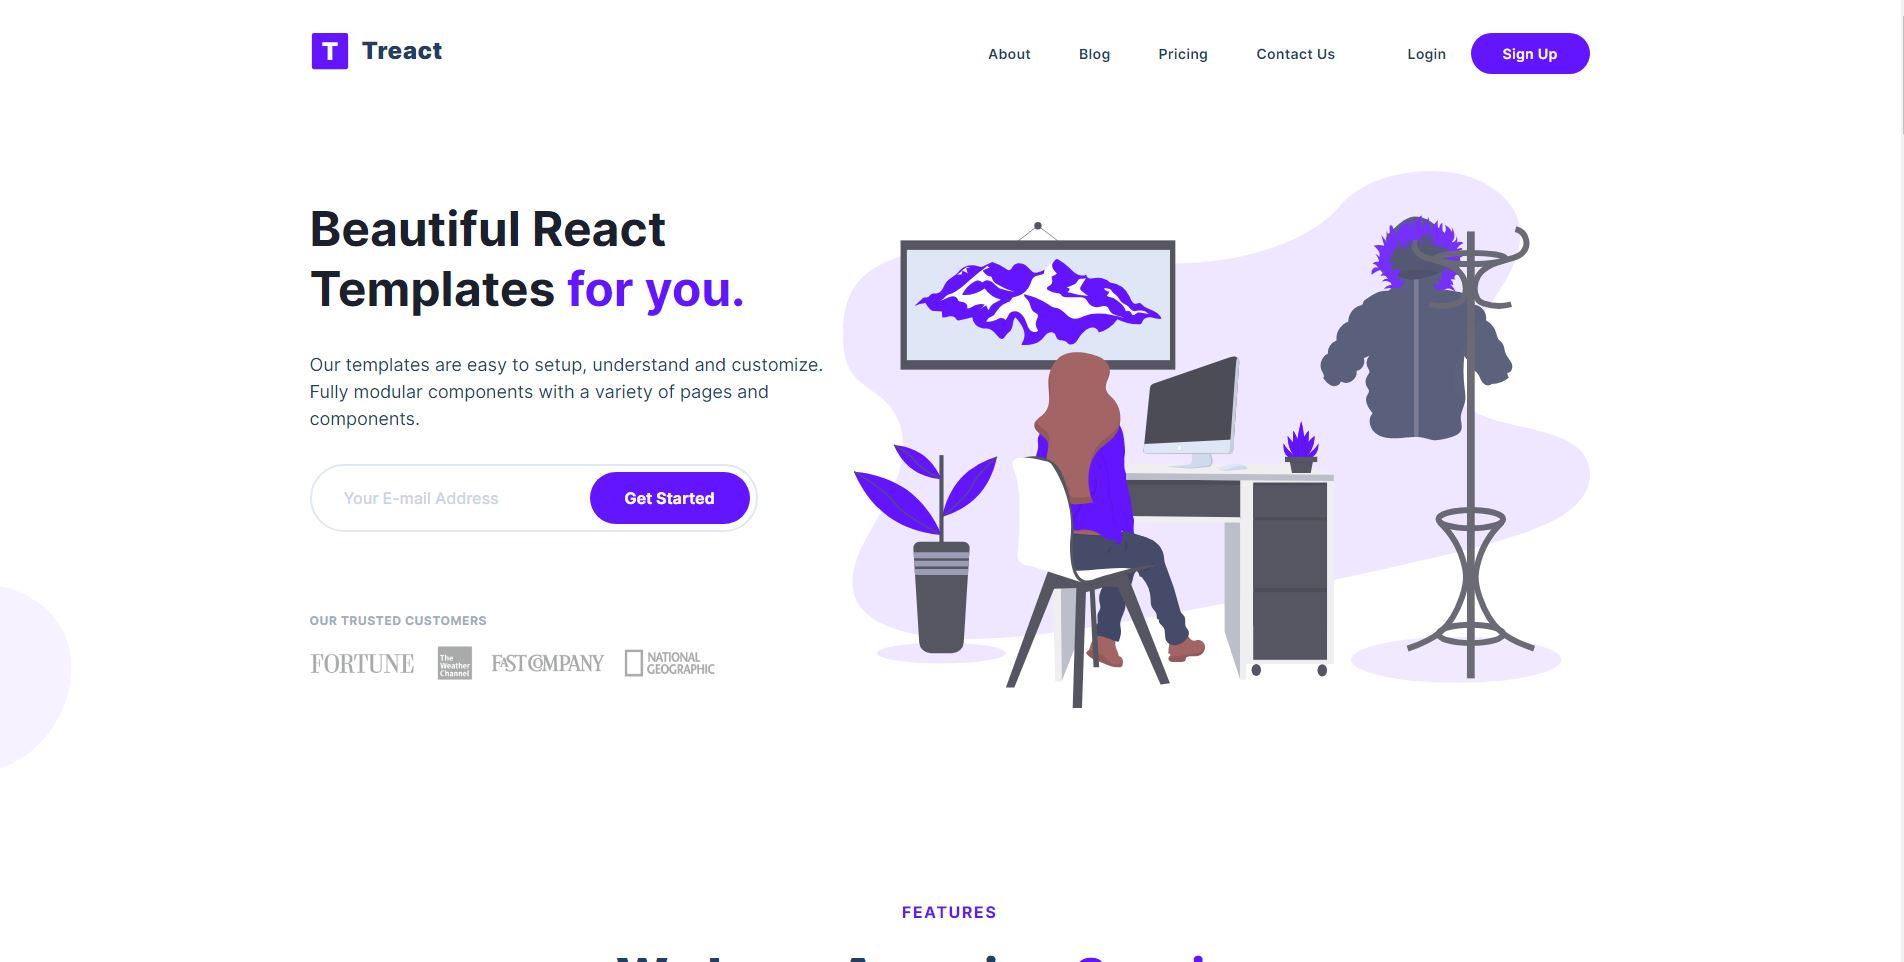 T Treact
About Blog Pricing Contact Us Login Sign Up
Beautiful React
Templates for you.
Our templates are easy to setup, understand and customize.
Fully modular components with a variety of pages and
components.
Your E-mail Address Get Started
OUR TRUSTED CUSTOMERS
FORTUNE
The
Weather
Channel
FAST COMPANY
NATIONAL
GEOGRAPHIC
FEATURES